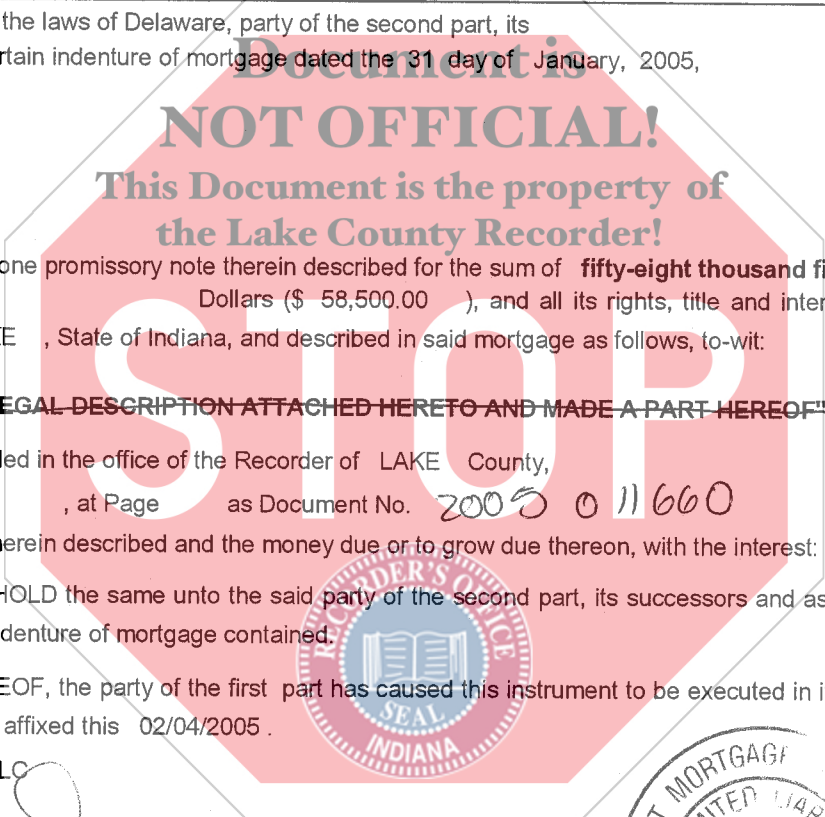 the laws of Delaware, party of the second part, its
rtain indenture of mortgage dated the 31 day of January, 2005,
Document is
NOT OFFICIAL!
This Document is the property of
the Lake County Recorder!
one promissory note therein described for the sum of fifty-eight thousand fi
Dollars ($ 58,500.00 ), and all its rights, title and inter
E , State of Indiana, and described in said mortgage as follows, to-wit:
STOP
EGAL DESCRIPTION ATTACHED HERETO AND MADE A PART HEREOF"
ed in the office of the Recorder of LAKE County,
, at Page as Document No. 2005 011660
erein described and the money due or to grow due thereon, with the interest:
HOLD the same unto the said party of the second part, its successors and as
denture of mortgage contained.
RECORDER'S OFFICE
SEAL
INDIANA
EOF, the party of the first part has caused this instrument to be executed in i
affixed this 02/04/2005 .
LC
T MORTGAGE
ITED LIAB